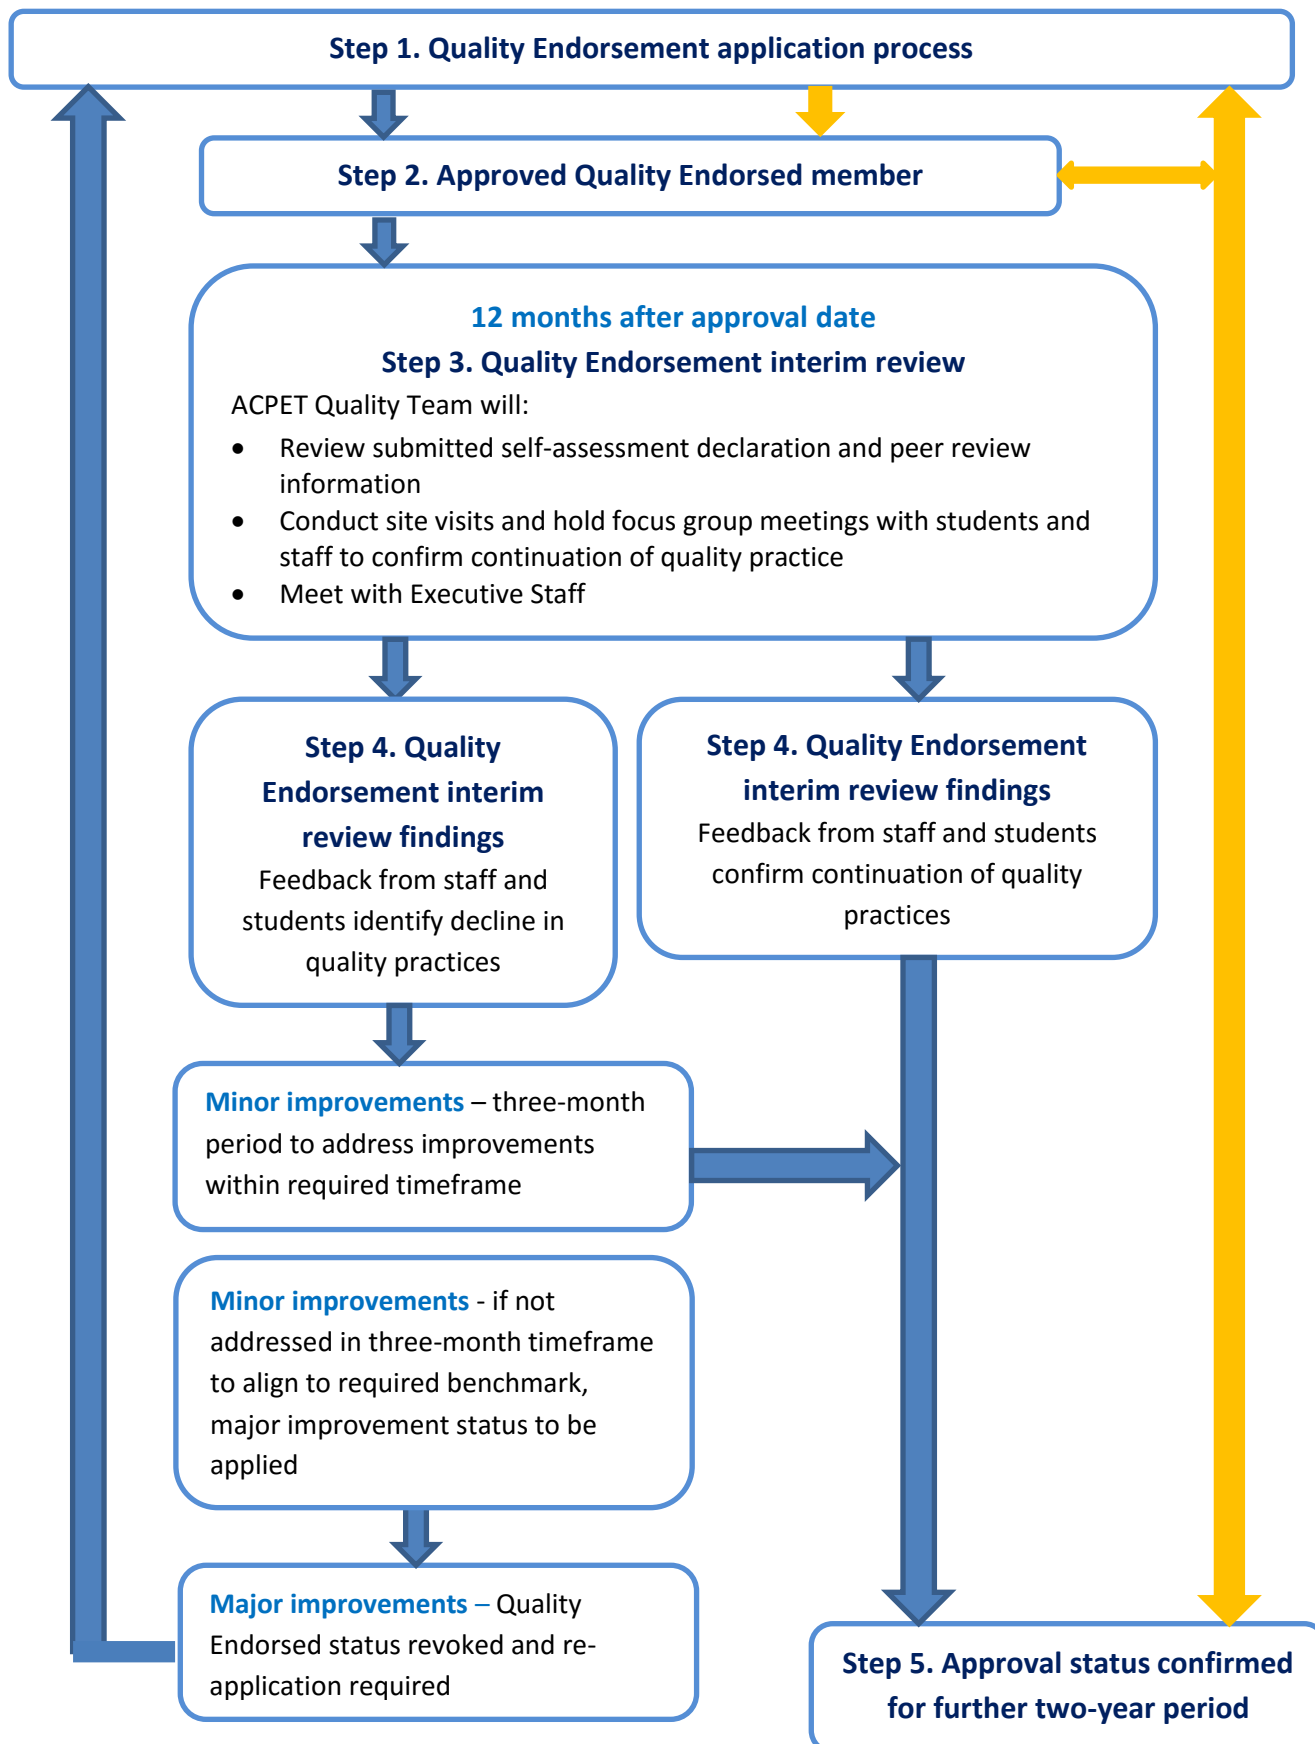 Step 1. Quality Endorsement application process
Step 2. Approved Quality Endorsed member
12 months after approval date
Step 3. Quality Endorsement interim review
ACPET Quality Team will:
• Review submitted self-assessment declaration and peer review
information
• Conduct site visits and hold focus group meetings with students and
staff to confirm continuation of quality practice
• Meet with Executive Staff
Step 4. Quality
Endorsement interim
review findings
Feedback from staff and
students identify decline in
quality practices
Step 4. Quality Endorsement
interim review findings
Feedback from staff and students
confirm continuation of quality
practices
Minor improvements – three-month
period to address improvements
within required timeframe
Minor improvements - if not
addressed in three-month timeframe
to align to required benchmark,
major improvement status to be
applied
Major improvements – Quality
Endorsed status revoked and re-
application required
Step 5. Approval status confirmed
for further two-year period